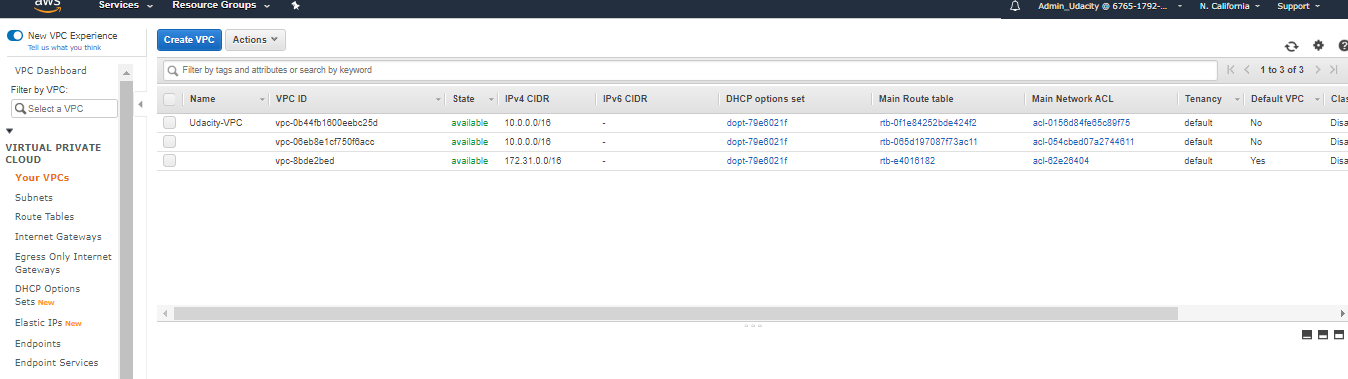 aws
Services
Resource Groups
Admin_Udacity @ 6765-1792-...
N. California
Support
New VPC Experience
Tell us what you think
VPC Dashboard
Filter by VPC:
Select a VPC
VIRTUAL PRIVATE
CLOUD
Your VPCs
Subnets
Route Tables
Internet Gateways
Egress Only Internet
Gateways
DHCP Options
Sets New
Elastic IPs New
Endpoints
Endpoint Services
Create VPC Actions
Filter by tags and attributes or search by keyword
1 to 3 of 3
Name VPC ID State IPv4 CIDR IPv6 CIDR DHCP options set Main Route table Main Network ACL Tenancy Default VPC Clas
Udacity-VPC vpc-0b44fb1600eebc25d available 10.0.0.0/16 - dopt-79e6021f rtb-0f1e84252bde424f2 acl-0156d84fe65c89f75 default No Disa
vpc-06eb8e1cf750f6acc available 10.0.0.0/16 - dopt-79e6021f rtb-065d197087f73ac11 acl-054cbed07a2744611 default No Disa
vpc-8bde2bed available 172.31.0.0/16 - dopt-79e6021f rtb-e4016182 acl-62e26404 default Yes Disa